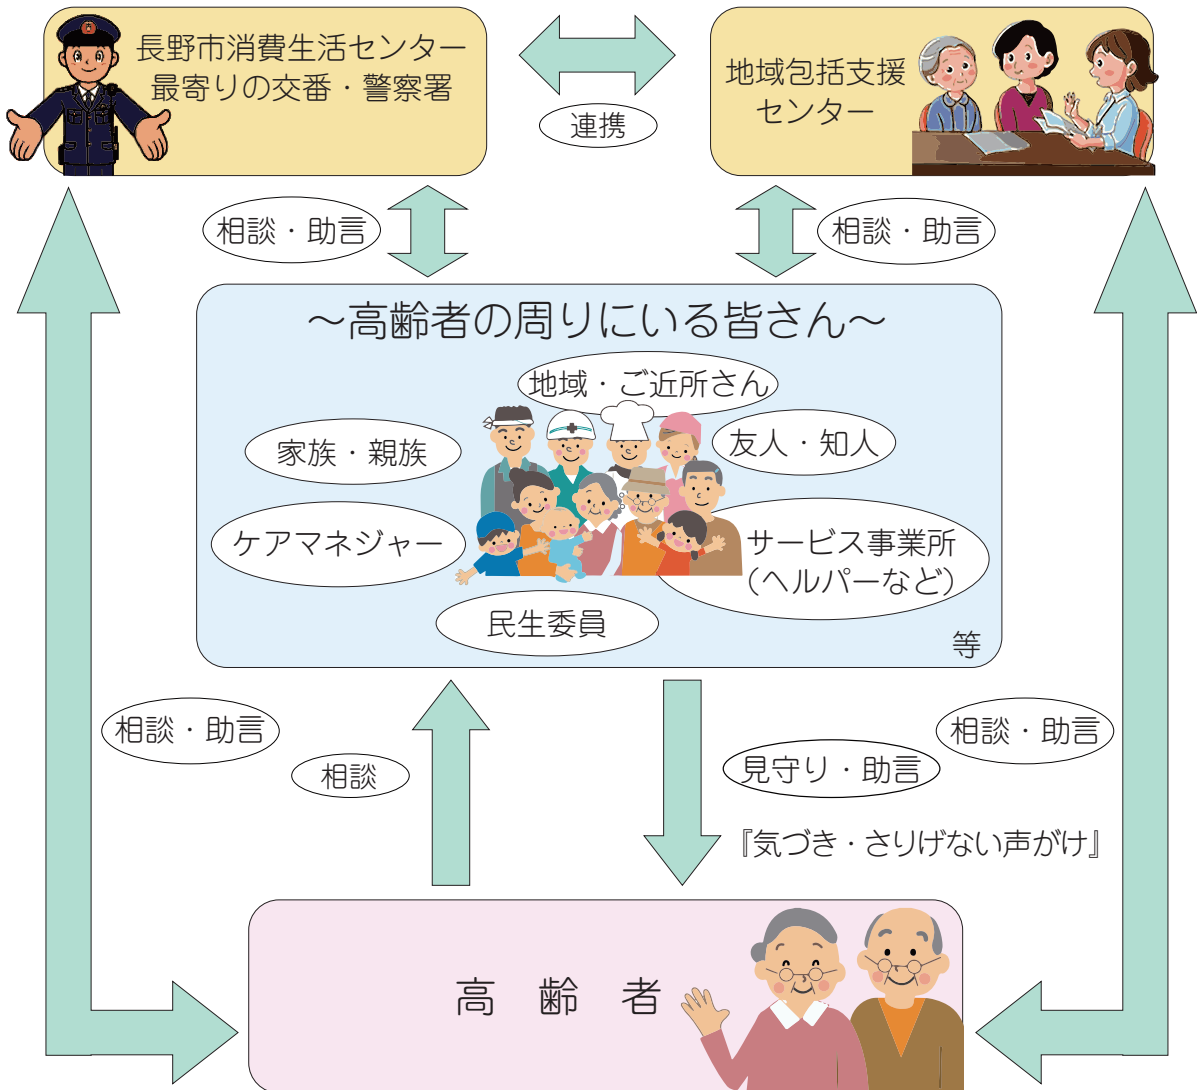 長野市消費生活センター
最寄りの交番・警察署
連携
地域包括支援
センター
相談・助言
相談・助言
～高齢者の周りにいる皆さん～
地域・ご近所さん
家族・親族
友人・知人
ケアマネジャー
サービス事業所
（ヘルパーなど）
民生委員
等
相談・助言
相談
見守り・助言
相談・助言
『気づき・さりげない声がけ』
高　齢　者